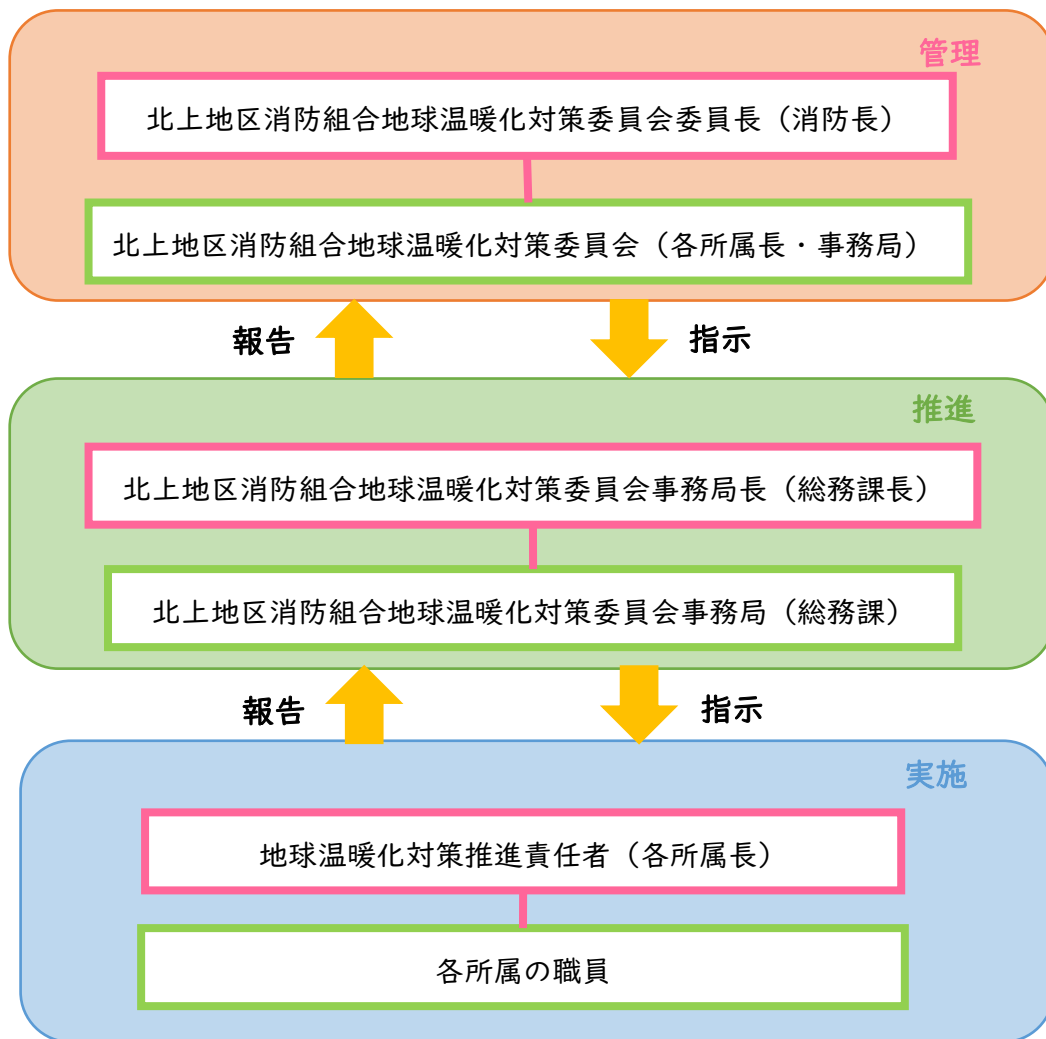 管理
北上地区消防組合地球温暖化対策委員会委員長（消防長）
北上地区消防組合地球温暖化対策委員会（各所属長・事務局）
報告
指示
推進
北上地区消防組合地球温暖化対策委員会事務局長（総務課長）
北上地区消防組合地球温暖化対策委員会事務局（総務課）
報告
指示
実施
地球温暖化対策推進責任者（各所属長）
各所属の職員